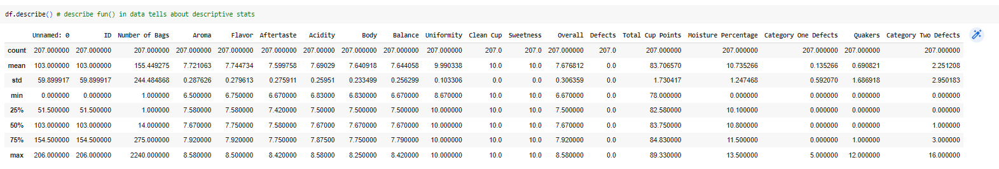 df.describe() # describe fun() in data tells about descriptive stats
Unnamed: 0 ID Number of Bags Aroma Flavor Aftertaste Acidity Body Balance Uniformity Clean Cup Sweetness Overall Defects Total Cup Points Moisture Percentage Category One Defects Quakers Category Two Defects
count 207.000000 207.000000 207.000000 207.000000 207.000000 207.000000 207.00000 207.000000 207.000000 207.000000 207.0 207.0 207.000000 207.0 207.000000 207.000000 207.000000 207.000000 207.000000
mean 103.000000 103.000000 155.449275 7.721063 7.744734 7.599758 7.69029 7.640918 7.644058 9.990338 10.0 10.0 7.676812 0.0 83.706570 10.735266 0.135266 0.690821 2.251208
std 59.899917 59.899917 244.484868 0.287626 0.279613 0.275911 0.25951 0.233499 0.256299 0.103306 0.0 0.0 0.306359 0.0 1.730417 1.247468 0.592070 1.686918 2.950183
min 0.000000 0.000000 1.000000 6.500000 6.750000 6.670000 6.83000 6.830000 6.670000 8.670000 10.0 10.0 6.670000 0.0 78.000000 0.000000 0.000000 0.000000 0.000000
25% 51.500000 51.500000 1.000000 7.580000 7.580000 7.420000 7.50000 7.500000 7.500000 10.000000 10.0 10.0 7.500000 0.0 82.580000 10.100000 0.000000 0.000000 0.000000
50% 103.000000 103.000000 14.000000 7.670000 7.750000 7.580000 7.67000 7.670000 7.670000 10.000000 10.0 10.0 7.670000 0.0 83.750000 10.800000 0.000000 0.000000 1.000000
75% 154.500000 154.500000 275.000000 7.920000 7.920000 7.750000 7.87500 7.750000 7.790000 10.000000 10.0 10.0 7.920000 0.0 84.830000 11.500000 0.000000 1.000000 3.000000
max 206.000000 206.000000 2240.000000 8.580000 8.500000 8.420000 8.58000 8.250000 8.420000 10.000000 10.0 10.0 8.580000 0.0 89.330000 13.500000 5.000000 12.000000 16.000000